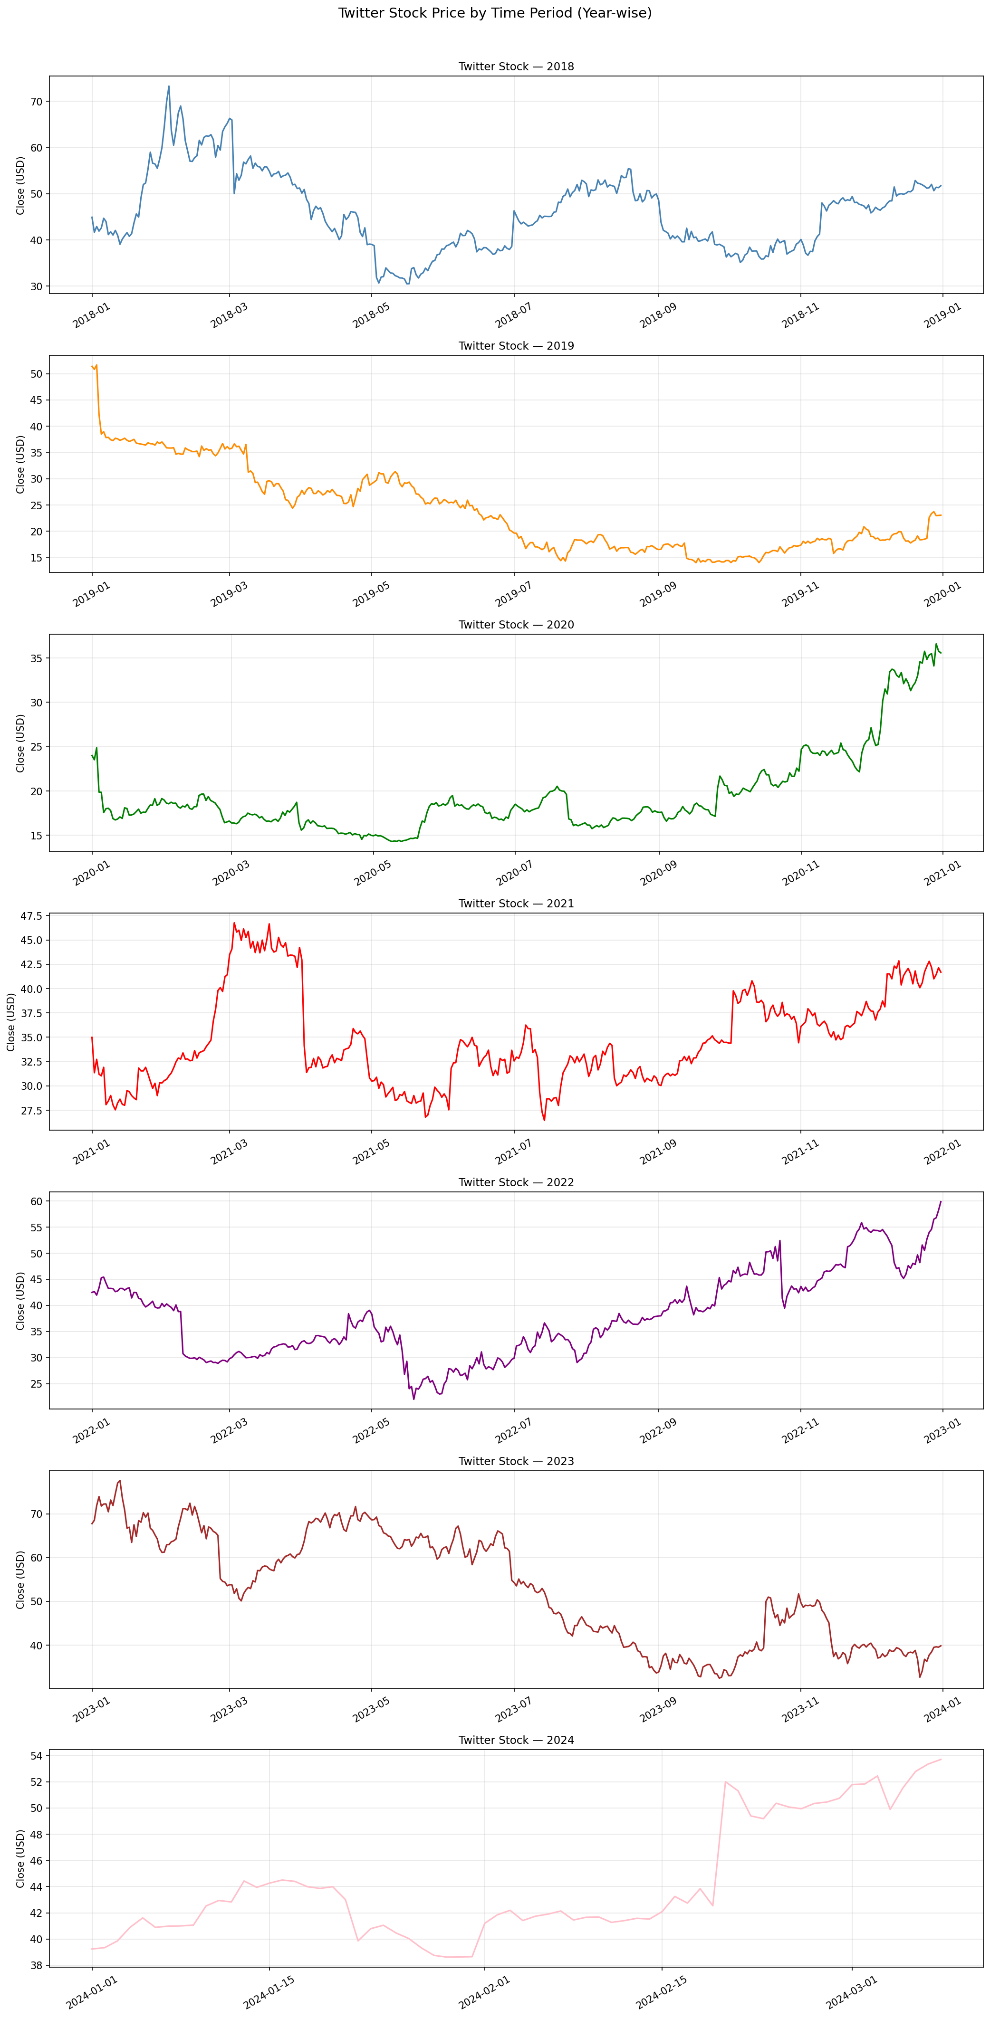 Twitter Stock Price by Time Period (Year-wise)
Twitter Stock — 2018
Close (USD)
70
60
50
40
30
2018-01 2018-03 2018-05 2018-07 2018-09 2018-11 2019-01
Twitter Stock — 2019
Close (USD)
50
45
40
35
30
25
20
15
2019-01 2019-03 2019-05 2019-07 2019-09 2019-11 2020-01
Twitter Stock — 2020
Close (USD)
35
30
25
20
15
2020-01 2020-03 2020-05 2020-07 2020-09 2020-11 2021-01
Twitter Stock — 2021
Close (USD)
47.5
45.0
42.5
40.0
37.5
35.0
32.5
30.0
27.5
2021-01 2021-03 2021-05 2021-07 2021-09 2021-11 2022-01
Twitter Stock — 2022
Close (USD)
60
55
50
45
40
35
30
25
2022-01 2022-03 2022-05 2022-07 2022-09 2022-11 2023-01
Twitter Stock — 2023
Close (USD)
70
60
50
40
2023-01 2023-03 2023-05 2023-07 2023-09 2023-11 2024-01
Twitter Stock — 2024
Close (USD)
54
52
50
48
46
44
42
40
38
2024-01-01 2024-01-15 2024-02-01 2024-02-15 2024-03-01